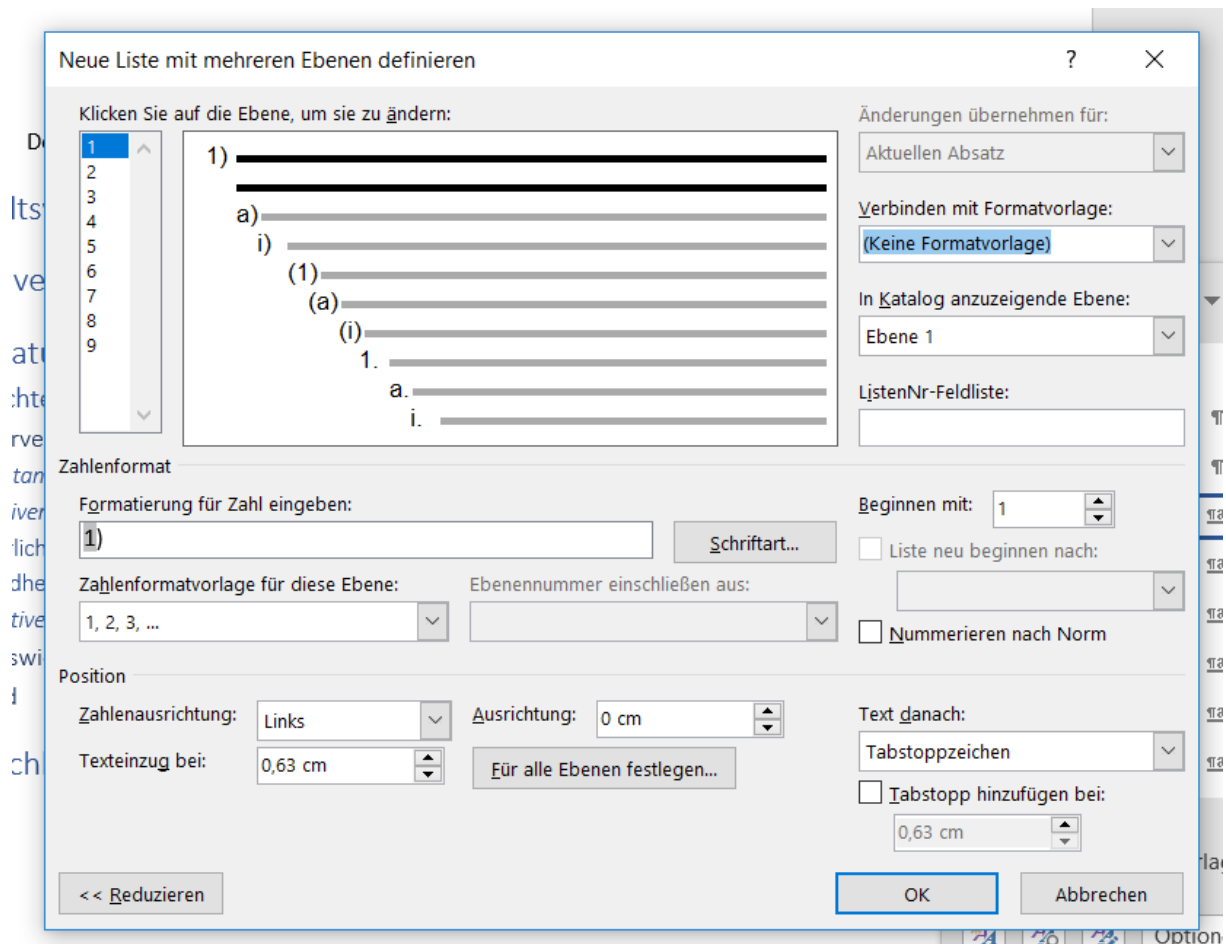 Neue Liste mit mehreren Ebenen definieren ?
Klicken Sie auf die Ebene, um sie zu ändern:
1
2
3
4
5
6
7
8
9
1)
a)
i)
(1)
(a)
(i)
1.
a.
i.
Änderungen übernehmen für:
Aktuellen Absatz
Verbinden mit Formatvorlage:
(Keine Formatvorlage)
In Katalog anzuzeigende Ebene:
Ebene 1
ListenNr-Feldliste:
Zahlenformat
Formatierung für Zahl eingeben:
1)
Schriftart...
Zahlenformatvorlage für diese Ebene:
1, 2, 3, ...
Ebenennummer einschließen aus:
Beginnen mit: 1
Liste neu beginnen nach:
Nummerieren nach Norm
Position
Zahlenausrichtung: Links
Ausrichtung: 0 cm
Texteinzug bei: 0,63 cm
Für alle Ebenen festlegen...
Text danach:
Tabstoppzeichen
Tabstopp hinzufügen bei:
0,63 cm
<< Reduzieren
OK
Abbrechen